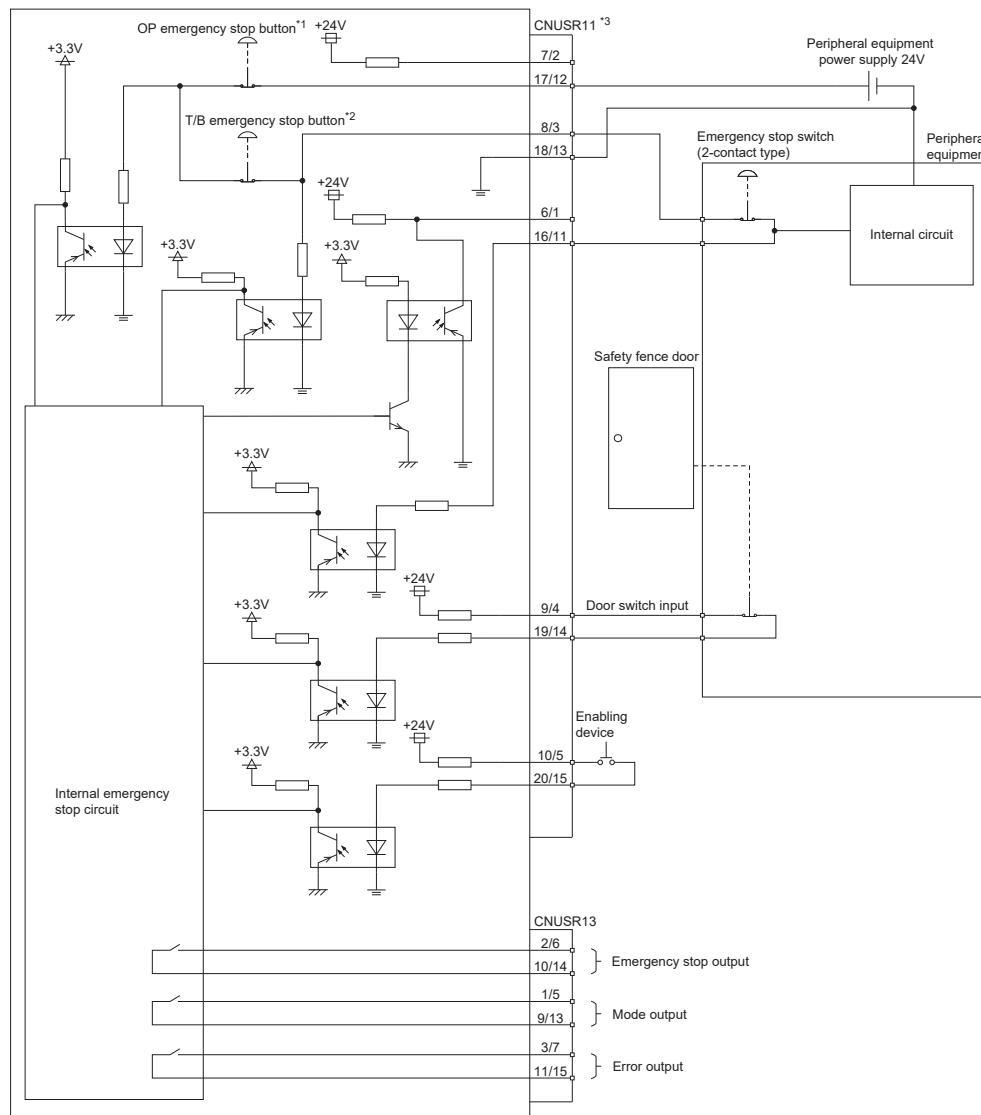 OP emergency stop button*1
+24V
CNUSR11 *3
+3.3V
7/2
Peripheral equipment
power supply 24V
17/12
T/B emergency stop button*2
8/3
Emergency stop switch
(2-contact type)
Peripheral
equipment
18/13
+24V
6/1
Internal circuit
+3.3V
+3.3V
16/11
Safety fence door
+3.3V
+24V
9/4
Door switch input
+3.3V
19/14
Enabling
device
+24V
+3.3V
10/5
20/15
Internal emergency
stop circuit
CNUSR13
2/6
Emergency stop output
10/14
1/5
Mode output
9/13
3/7
Error output
11/15